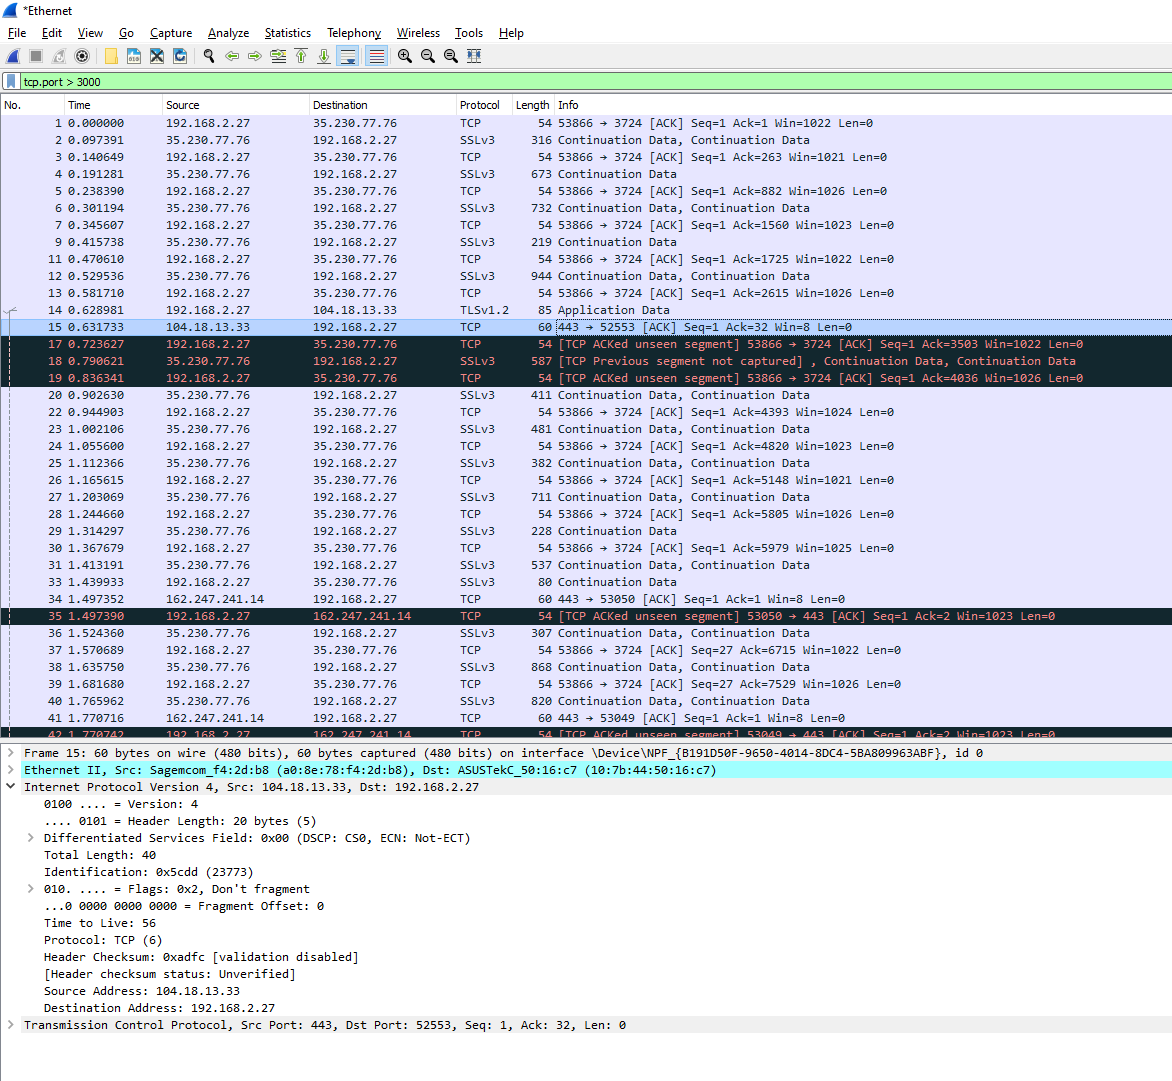 *Ethernet
File Edit View Go Capture Analyze Statistics Telephony Wireless Tools Help
tcp.port > 3000
No. Time Source Destination Protocol Length Info
1 0.000000 192.168.2.27 35.230.77.76 TCP 54 53866 → 3724 [ACK] Seq=1 Ack=1 Win=1022 Len=0
2 0.097391 35.230.77.76 192.168.2.27 SSLv3 316 Continuation Data, Continuation Data
3 0.140649 192.168.2.27 35.230.77.76 TCP 54 53866 → 3724 [ACK] Seq=1 Ack=263 Win=1021 Len=0
4 0.191281 35.230.77.76 192.168.2.27 SSLv3 673 Continuation Data
5 0.238390 192.168.2.27 35.230.77.76 TCP 54 53866 → 3724 [ACK] Seq=1 Ack=882 Win=1026 Len=0
6 0.301194 35.230.77.76 192.168.2.27 SSLv3 732 Continuation Data, Continuation Data
7 0.345607 192.168.2.27 35.230.77.76 TCP 54 53866 → 3724 [ACK] Seq=1 Ack=1560 Win=1023 Len=0
9 0.415738 35.230.77.76 192.168.2.27 SSLv3 219 Continuation Data
11 0.470610 192.168.2.27 35.230.77.76 TCP 54 53866 → 3724 [ACK] Seq=1 Ack=1725 Win=1022 Len=0
12 0.529536 35.230.77.76 192.168.2.27 SSLv3 944 Continuation Data, Continuation Data
13 0.581710 192.168.2.27 35.230.77.76 TCP 54 53866 → 3724 [ACK] Seq=1 Ack=2615 Win=1026 Len=0
14 0.628981 192.168.2.27 104.18.13.33 TLSv1.2 85 Application Data
15 0.631733 104.18.13.33 192.168.2.27 TCP 60 443 → 52553 [ACK] Seq=1 Ack=32 Win=8 Len=0
17 0.723627 192.168.2.27 35.230.77.76 TCP 54 [TCP ACKed unseen segment] 53866 → 3724 [ACK] Seq=1 Ack=3503 Win=1022 Len=0
18 0.790621 35.230.77.76 192.168.2.27 SSLv3 587 [TCP Previous segment not captured] , Continuation Data, Continuation Data
19 0.836341 192.168.2.27 35.230.77.76 TCP 54 [TCP ACKed unseen segment] 53866 → 3724 [ACK] Seq=1 Ack=4036 Win=1026 Len=0
20 0.902630 35.230.77.76 192.168.2.27 SSLv3 411 Continuation Data, Continuation Data
22 0.944903 192.168.2.27 35.230.77.76 TCP 54 53866 → 3724 [ACK] Seq=1 Ack=4393 Win=1024 Len=0
23 1.002106 35.230.77.76 192.168.2.27 SSLv3 481 Continuation Data, Continuation Data
24 1.055600 192.168.2.27 35.230.77.76 TCP 54 53866 → 3724 [ACK] Seq=1 Ack=4820 Win=1023 Len=0
25 1.112366 35.230.77.76 192.168.2.27 SSLv3 382 Continuation Data, Continuation Data
26 1.165615 192.168.2.27 35.230.77.76 TCP 54 53866 → 3724 [ACK] Seq=1 Ack=5148 Win=1021 Len=0
27 1.203069 35.230.77.76 192.168.2.27 SSLv3 711 Continuation Data, Continuation Data
28 1.244660 192.168.2.27 35.230.77.76 TCP 54 53866 → 3724 [ACK] Seq=1 Ack=5805 Win=1026 Len=0
29 1.314297 35.230.77.76 192.168.2.27 SSLv3 228 Continuation Data
30 1.367679 192.168.2.27 35.230.77.76 TCP 54 53866 → 3724 [ACK] Seq=1 Ack=5979 Win=1025 Len=0
31 1.413191 35.230.77.76 192.168.2.27 SSLv3 537 Continuation Data, Continuation Data
33 1.439933 192.168.2.27 35.230.77.76 SSLv3 80 Continuation Data
34 1.497352 162.247.241.14 192.168.2.27 TCP 60 443 → 53050 [ACK] Seq=1 Ack=1 Win=8 Len=0
35 1.497390 192.168.2.27 162.247.241.14 TCP 54 [TCP ACKed unseen segment] 53050 → 443 [ACK] Seq=1 Ack=2 Win=1023 Len=0
36 1.524360 35.230.77.76 192.168.2.27 SSLv3 307 Continuation Data, Continuation Data
37 1.570689 192.168.2.27 35.230.77.76 TCP 54 53866 → 3724 [ACK] Seq=27 Ack=6715 Win=1022 Len=0
38 1.635750 35.230.77.76 192.168.2.27 SSLv3 868 Continuation Data, Continuation Data
39 1.681680 192.168.2.27 35.230.77.76 TCP 54 53866 → 3724 [ACK] Seq=27 Ack=7529 Win=1026 Len=0
40 1.765962 35.230.77.76 192.168.2.27 SSLv3 820 Continuation Data, Continuation Data
41 1.770716 162.247.241.14 192.168.2.27 TCP 60 443 → 53049 [ACK] Seq=1 Ack=1 Win=8 Len=0
42 1.770742 192.168.2.27 162.247.241.14 TCP 54 [TCP ACKed unseen segment] 53049 → 443 [ACK] Seq=1 Ack=2 Win=1023 Len=0
Frame 15: 60 bytes on wire (480 bits), 60 bytes captured (480 bits) on interface \Device\NPF_{B191D50F-9650-4014-8DC4-5BA809963ABF}, id 0
Ethernet II, Src: Sagemcom_f4:2d:b8 (a0:8e:78:f4:2d:b8), Dst: ASUSTekC_50:16:c7 (10:7b:44:50:16:c7)
Internet Protocol Version 4, Src: 104.18.13.33, Dst: 192.168.2.27
0100 .... = Version: 4
.... 0101 = Header Length: 20 bytes (5)
Differentiated Services Field: 0x00 (DSCP: CS0, ECN: Not-ECT)
Total Length: 40
Identification: 0x5cdd (23773)
010. .... = Flags: 0x2, Don't fragment
...0 0000 0000 0000 = Fragment Offset: 0
Time to Live: 56
Protocol: TCP (6)
Header Checksum: 0xadfc [validation disabled]
[Header checksum status: Unverified]
Source Address: 104.18.13.33
Destination Address: 192.168.2.27
Transmission Control Protocol, Src Port: 443, Dst Port: 52553, Seq: 1, Ack: 32, Len: 0